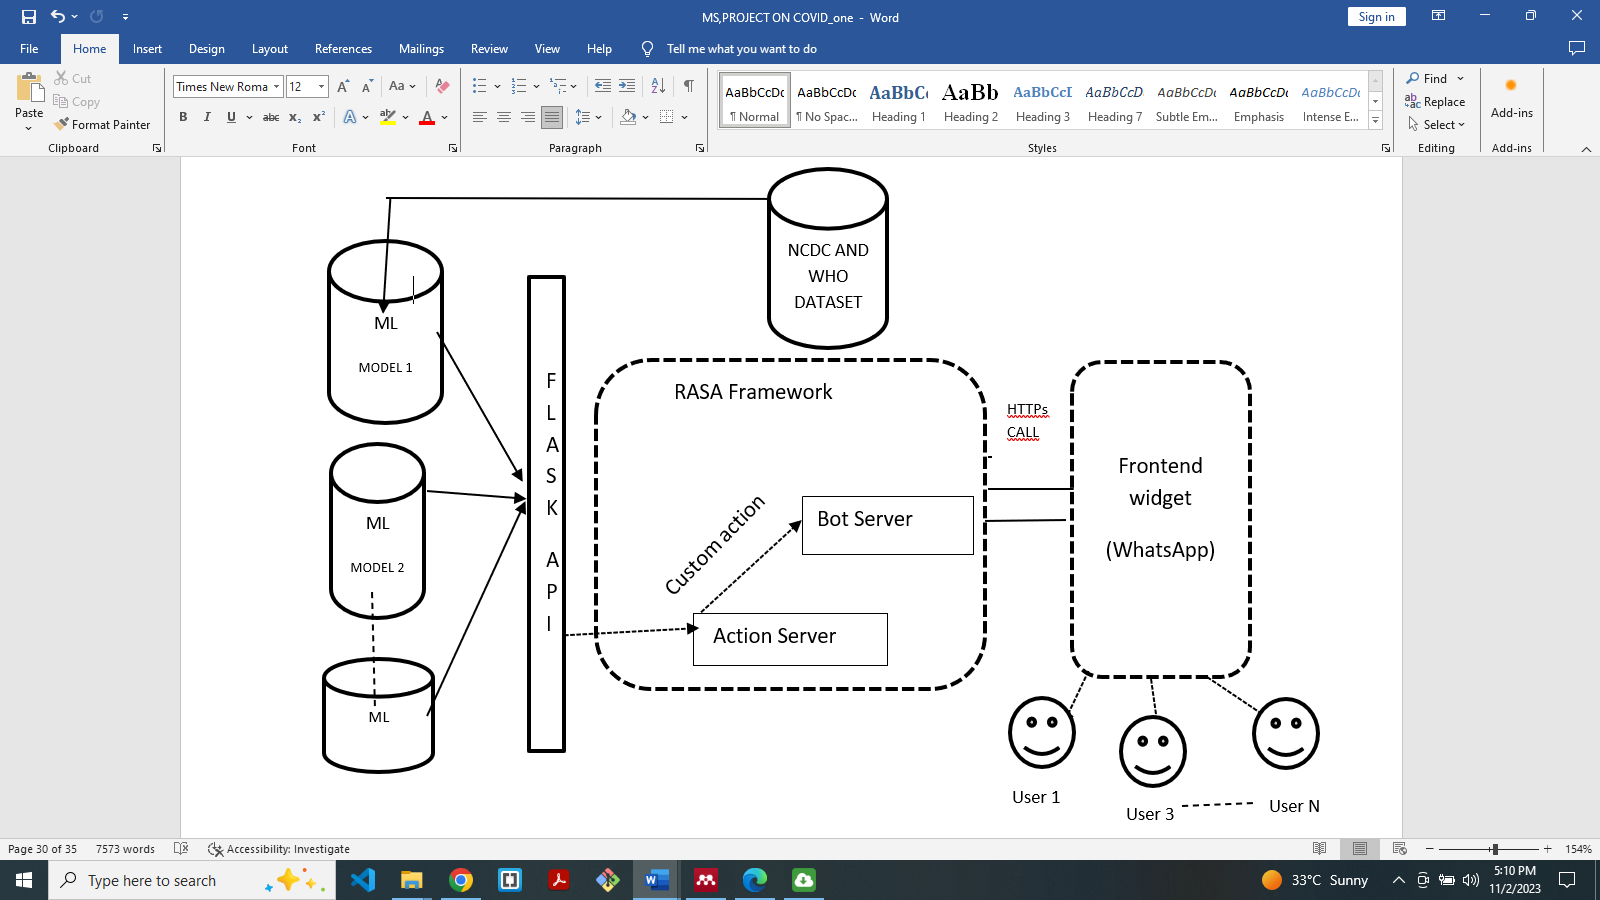 MS,PROJECT ON COVID_one - Word
Sign in
File Home Insert Design Layout References Mailings Review View Help Tell me what you want to do
Paste
Cut
Copy
Format Painter
Clipboard
Times New Roma 12
Font
Paragraph
AaBbCcDc
¶ Normal
AaBbCcDc
¶ No Spac...
AaBbC
Heading 1
AaBb
Heading 2
AaBbCcI
Heading 3
AaBbCcD
Heading 7
AaBbCcDc
Subtle Em...
AaBbCcDc
Emphasis
AaBbCcDc
Intense E...
Styles
Find
Replace
Select
Editing
Add-ins
Add-ins
NCDC AND
WHO
DATASET
ML
MODEL 1
ML
MODEL 2
ML
FLASK API
RASA Framework
Custom action
Bot Server
Action Server
HTTPs
CALL
Frontend
widget
(WhatsApp)
User 1
User 3
User N
Page 30 of 35 7573 words Accessibility: Investigate 154%
Type here to search
33°C Sunny
5:10 PM
11/2/2023